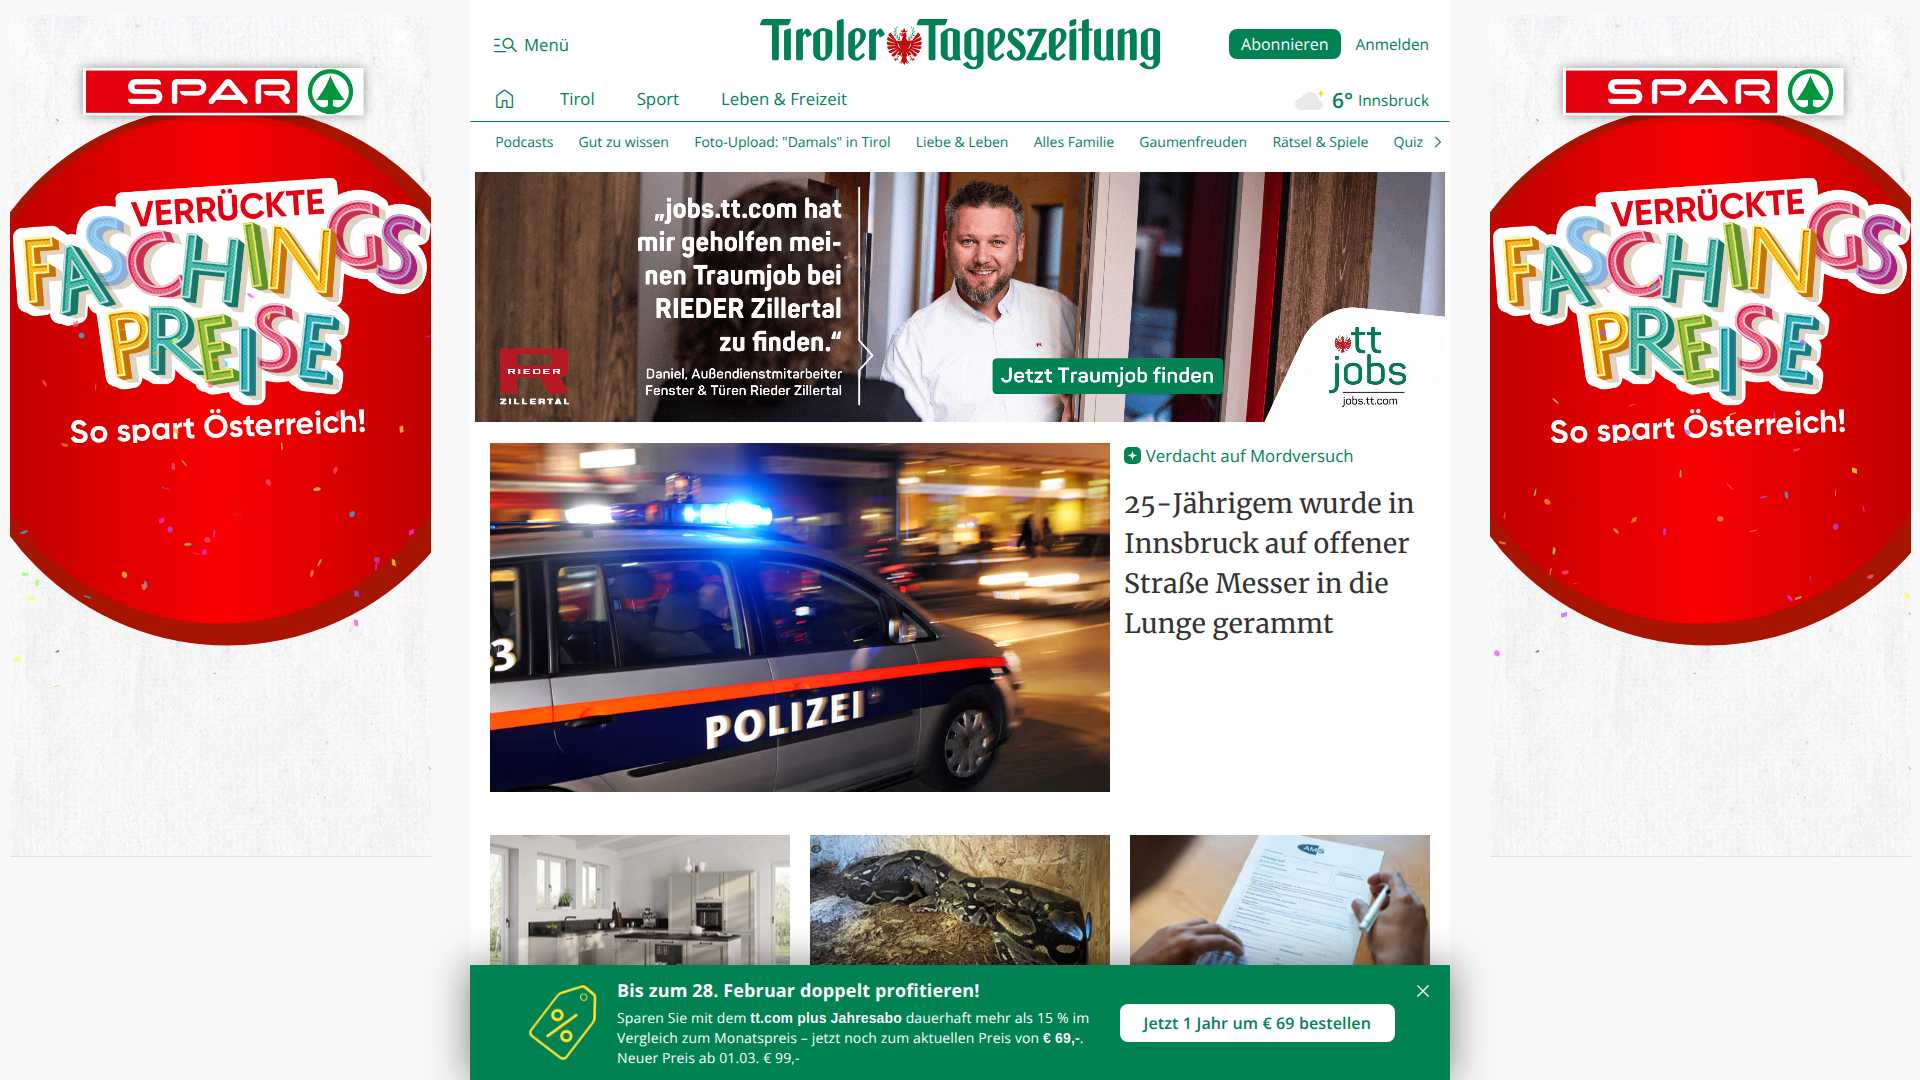 Menü
Tiroler Tageszeitung
Abonnieren
Anmelden
Tirol
Sport
Leben & Freizeit
6° Innsbruck
Podcasts
Gut zu wissen
Foto-Upload: "Damals" in Tirol
Liebe & Leben
Alles Familie
Gaumenfreuden
Rätsel & Spiele
Quiz
SPAR
VERRÜCKTE
FASCHINGS
PREISE
So spart Österreich!
„jobs.tt.com hat
mir geholfen mei-
nen Traumjob bei
RIEDER Zillertal
zu finden.“
Daniel, Außendienstmitarbeiter
Fenster & Türen Rieder Zillertal
RIEDER
ZILLERTAL
Jetzt Traumjob finden
tt
jobs
jobs.tt.com
SPAR
VERRÜCKTE
FASCHINGS
PREISE
So spart Österreich!
POLIZEI
Verdacht auf Mordversuch
25-Jährigem wurde in
Innsbruck auf offener
Straße Messer in die
Lunge gerammt
AMS
Bis zum 28. Februar doppelt profitieren!
Sparen Sie mit dem tt.com plus Jahresabo dauerhaft mehr als 15 % im
Vergleich zum Monatspreis – jetzt noch zum aktuellen Preis von € 69,-.
Neuer Preis ab 01.03. € 99,-
Jetzt 1 Jahr um € 69 bestellen